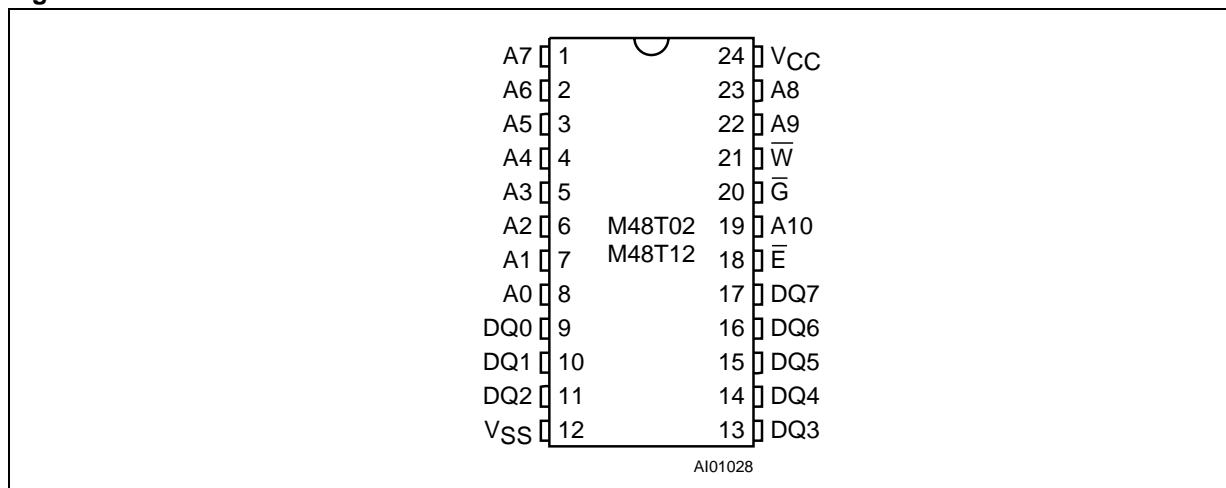 A7 1 24 VCC
A6 2 23 A8
A5 3 22 A9
A4 4 21 W̅
A3 5 20 G̅
A2 6 M48T02 19 A10
A1 7 M48T12 18 E̅
A0 8 17 DQ7
DQ0 9 16 DQ6
DQ1 10 15 DQ5
DQ2 11 14 DQ4
VSS 12 13 DQ3
AI01028